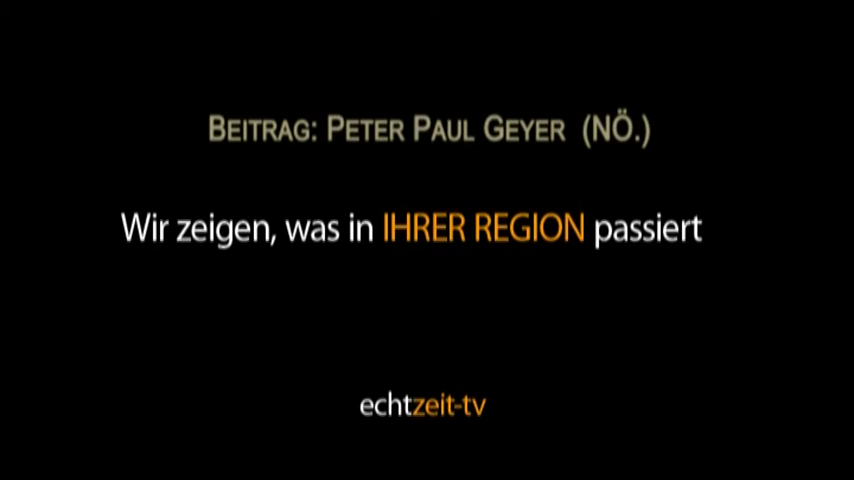 BEITRAG: PETER PAUL GEYER (NÖ.)
Wir zeigen, was in IHRER REGION passiert
echtzeit-tv